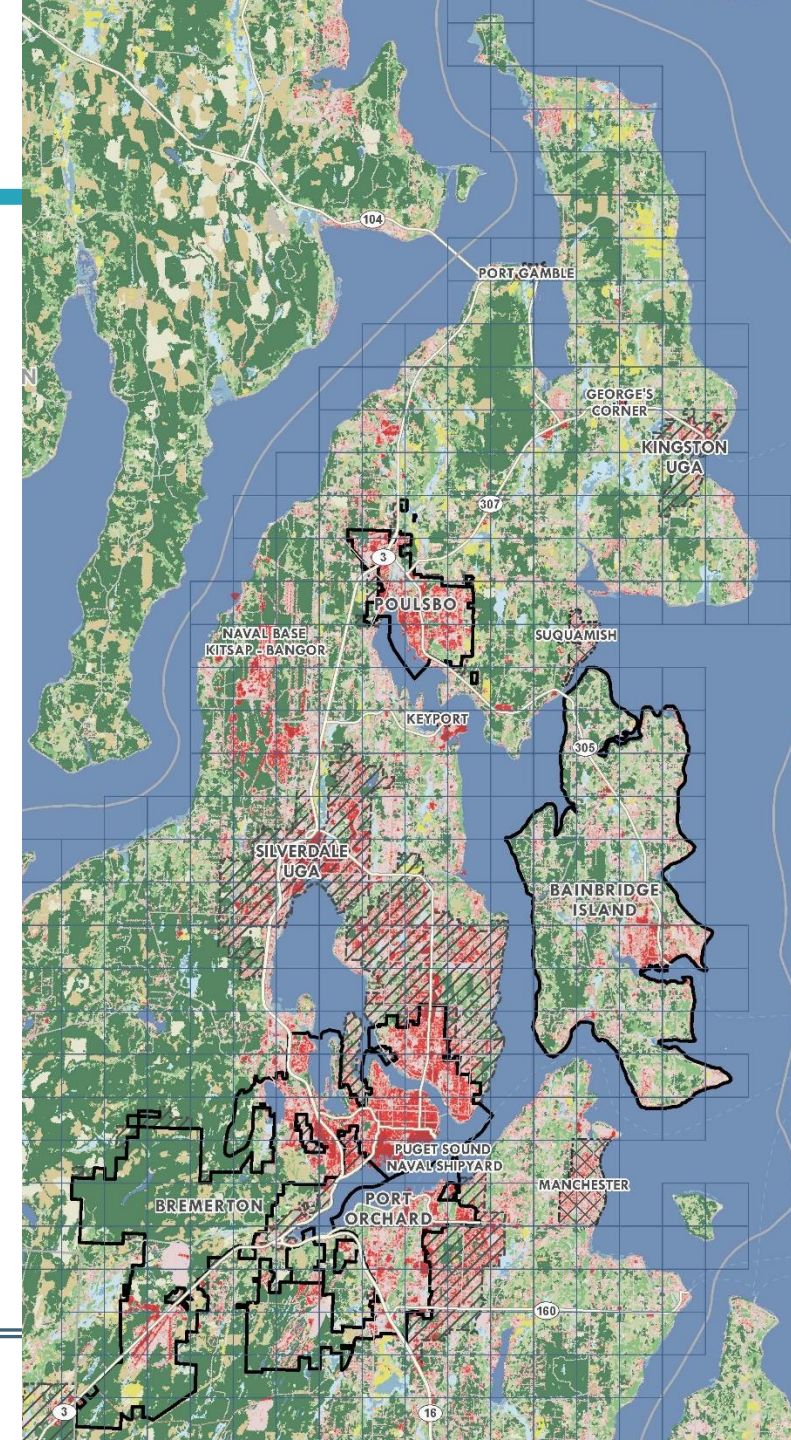 104
PORT GAMBLE
N
GEORGE'S
CORNER
KINGSTON
UGA
307
3
POULSBO
NAVAL BASE
KITSAP - BANGOR
SUQUAMISH
KEYPORT
305
SILVERDALE
UGA
BAINBRIDGE
ISLAND
PUGET SOUND
NAVAL SHIPYARD
MANCHESTER
BREMERTON
PORT
ORCHARD
160
3
16